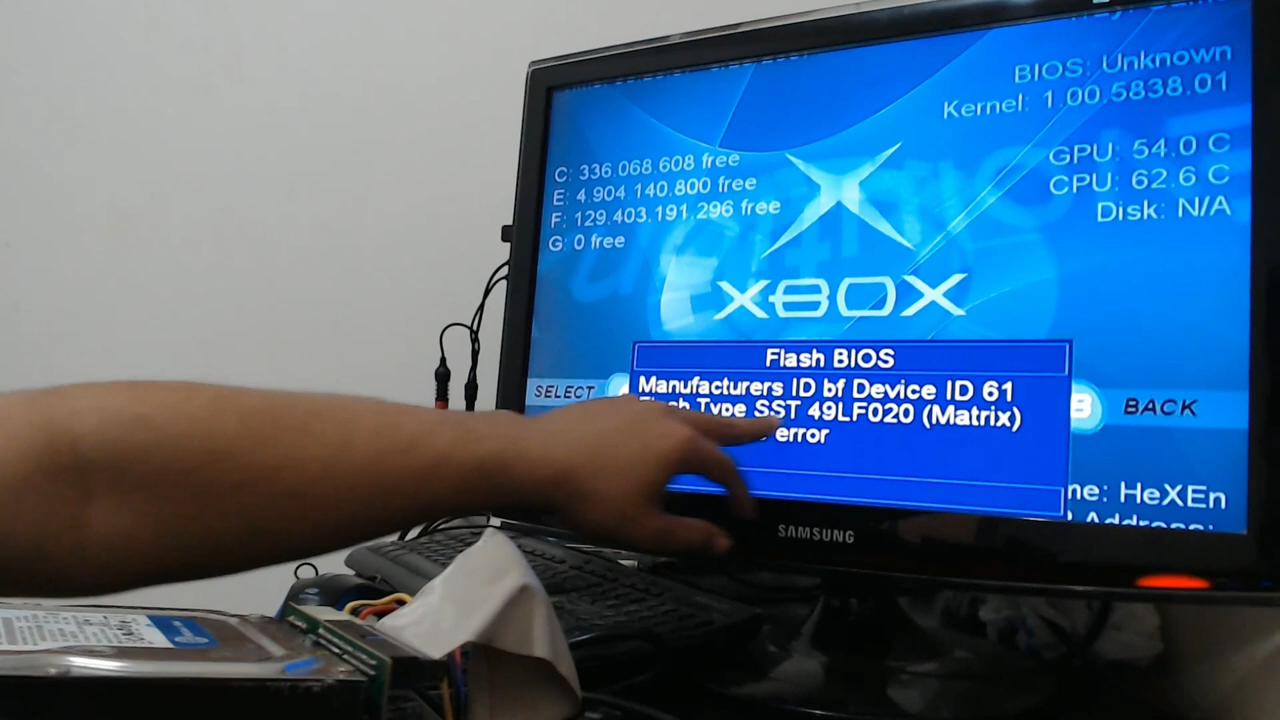 BIOS: Unknown
Kernel: 1.00.5838.01
C: 336.068.608 free
E: 4.904.140.800 free
F: 129.403.191.296 free
G: 0 free
GPU: 54.0 C
CPU: 62.6 C
Disk: N/A
XBOX
Flash BIOS
SELECT
Manufacturers ID bf Device ID 61
Flash Type SST 49LF020 (Matrix)
error
B BACK
me: HeXEn
Address:
SAMSUNG